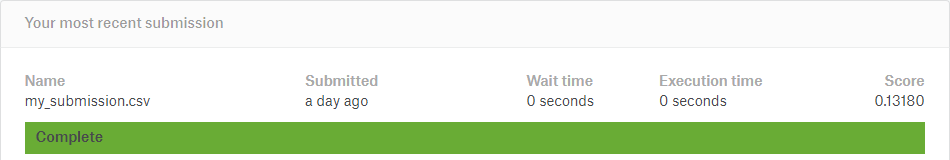 Your most recent submission
Name Submitted Wait time Execution time Score
my_submission.csv a day ago 0 seconds 0 seconds 0.13180
Complete